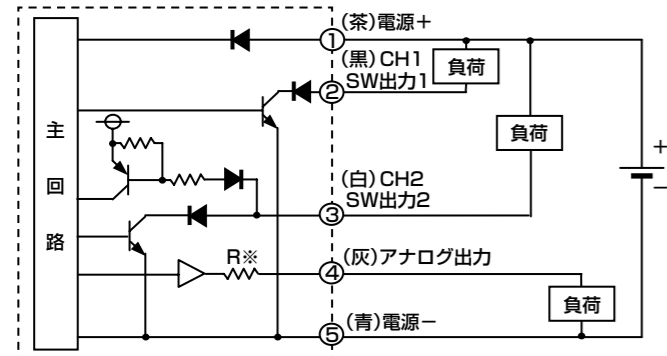 (茶)電源+
①
(黒)CH1
SW出力1
②
負荷
負荷
主回路
+
−
(白)CH2
SW出力2
③
R※
(灰)アナログ出力
④
負荷
(青)電源−
⑤